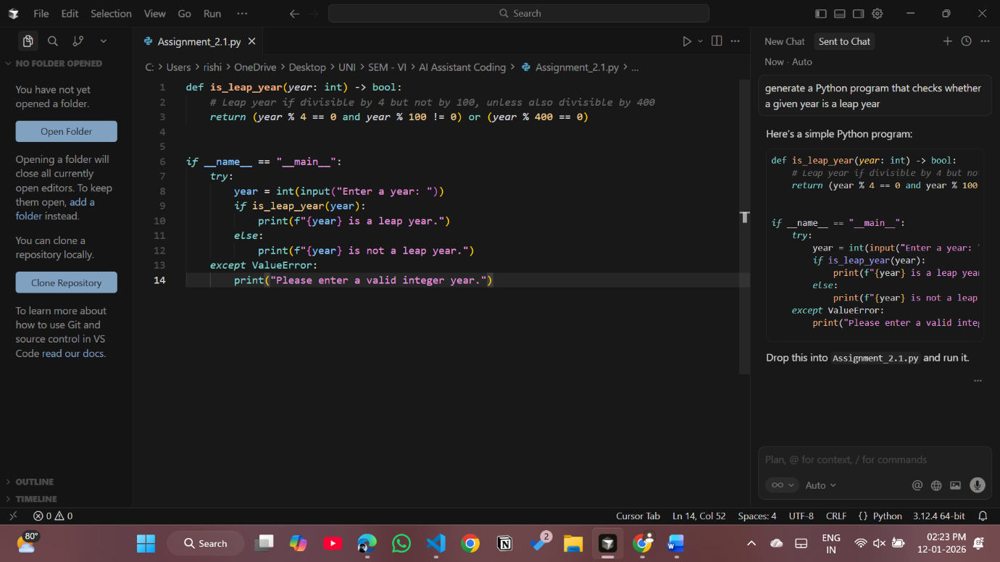 File Edit Selection View Go Run ···
Search
NO FOLDER OPENED
You have not yet
opened a folder.
Open Folder
Opening a folder will
close all currently
open editors. To keep
them open, add a
folder instead.
You can clone a
repository locally.
Clone Repository
To learn more about
how to use Git and
source control in VS
Code read our docs.
OUTLINE
TIMELINE
Assignment_2.1.py
C: > Users > rishi > OneDrive > Desktop > UNI > SEM - VI > AI Assistant Coding > Assignment_2.1.py > ...
1 def is_leap_year(year: int) -> bool:
2 # Leap year if divisible by 4 but not by 100, unless also divisible by 400
3 return (year % 4 == 0 and year % 100 != 0) or (year % 400 == 0)
4
5
6 if __name__ == "__main__":
7 try:
8 year = int(input("Enter a year: "))
9 if is_leap_year(year):
10 print(f"{year} is a leap year.")
11 else:
12 print(f"{year} is not a leap year.")
13 except ValueError:
14 print("Please enter a valid integer year.")
New Chat Sent to Chat
Now · Auto
generate a Python program that checks whether
a given year is a leap year
Here's a simple Python program:
def is_leap_year(year: int) -> bool:
# Leap year if divisible by 4 but no
return (year % 4 == 0 and year % 100
if __name__ == "__main__":
try:
year = int(input("Enter a year: "
if is_leap_year(year):
print(f"{year} is a leap yea
else:
print(f"{year} is not a leap
except ValueError:
print("Please enter a valid inte
Drop this into Assignment_2.1.py and run it.
Plan, @ for context, / for commands
Auto
0 0
Cursor Tab Ln 14, Col 52 Spaces: 4 UTF-8 CRLF {} Python 3.12.4 64-bit
80°
Search
2
ENG
IN
02:23 PM
12-01-2026